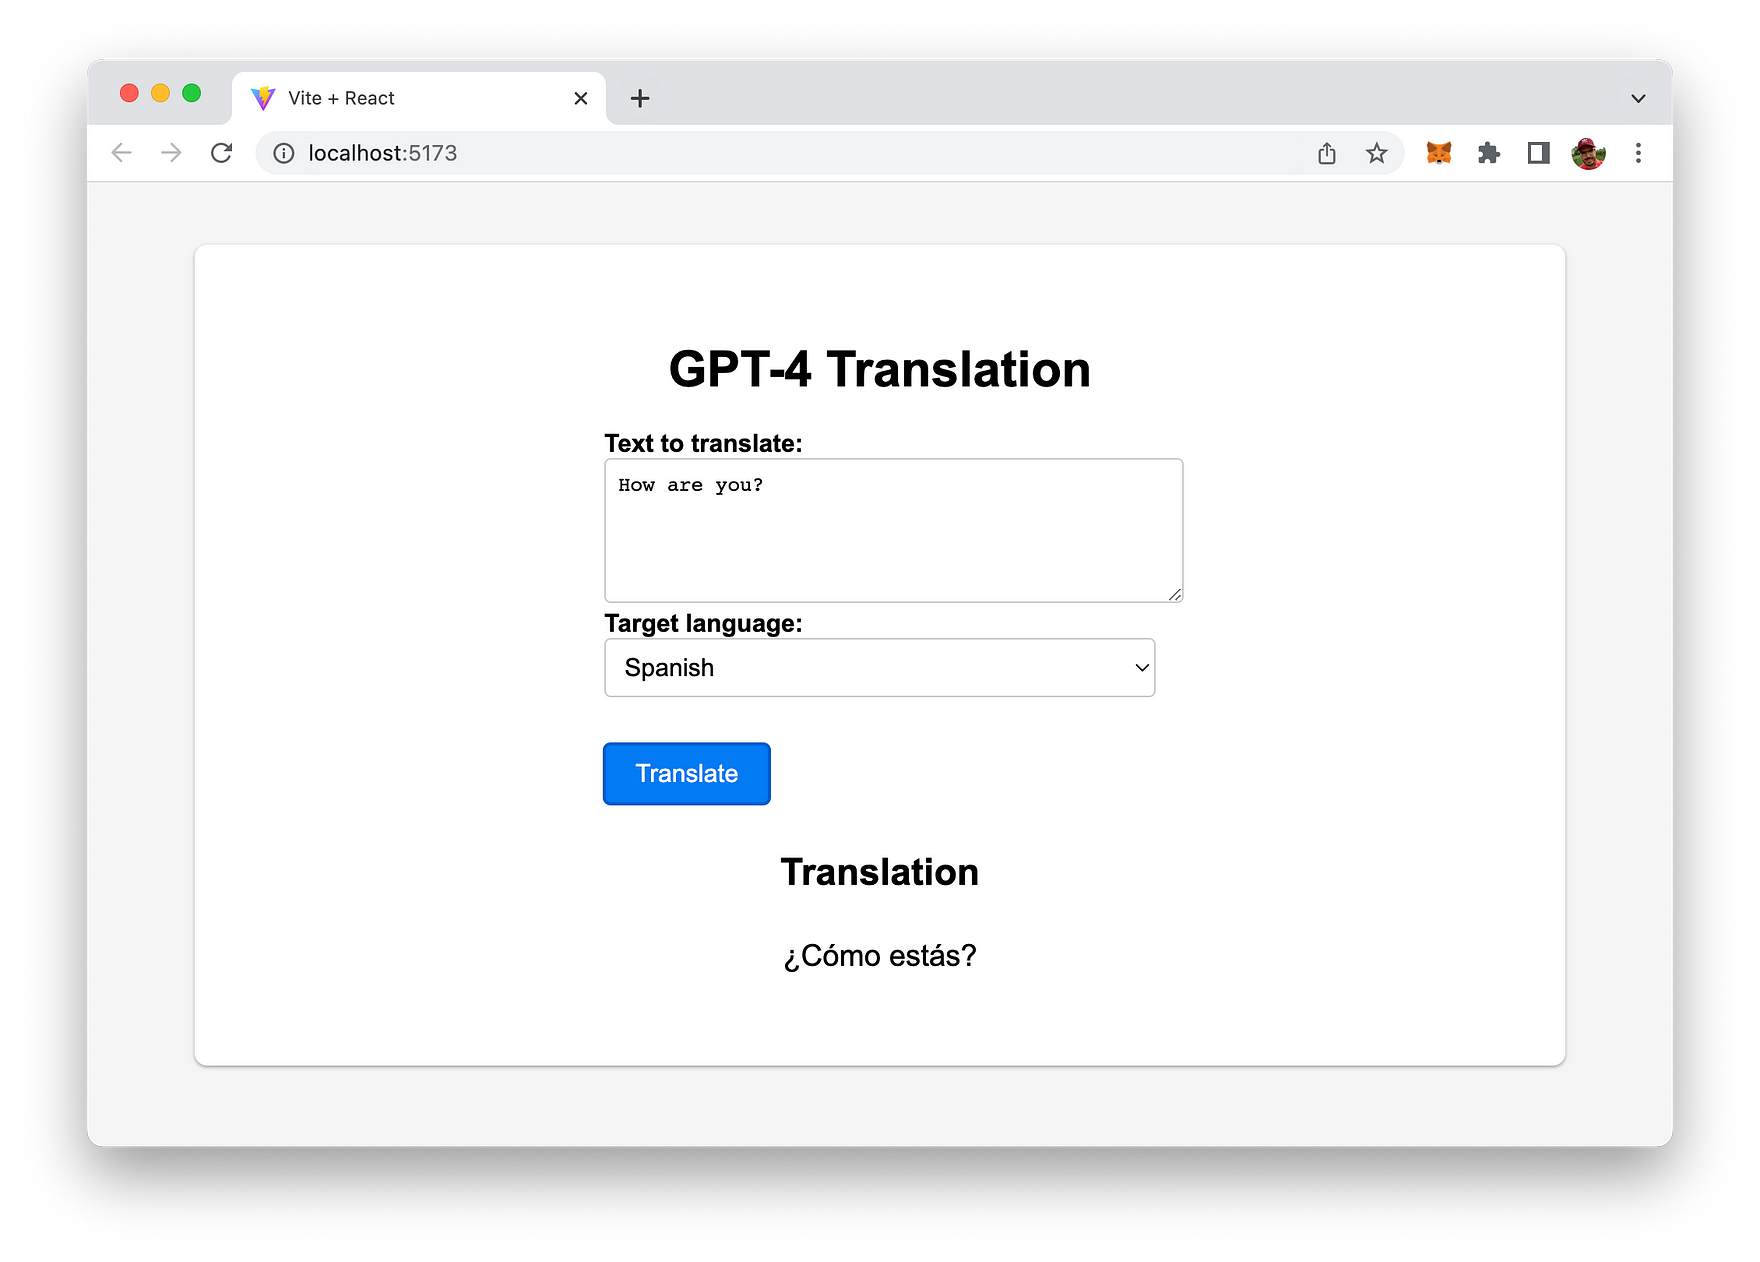 Vite + React
localhost:5173
GPT-4 Translation
Text to translate:
How are you?
Target language:
Spanish
Translate
Translation
¿Cómo estás?